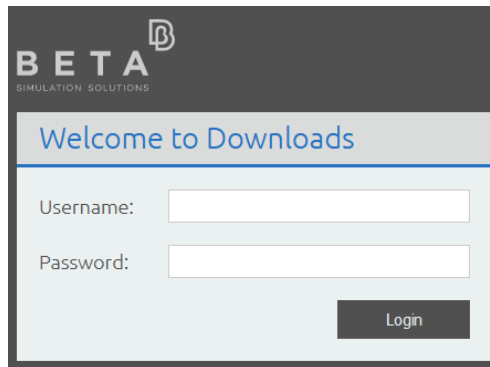 BETA
SIMULATION SOLUTIONS
Welcome to Downloads
Username:
Password:
Login